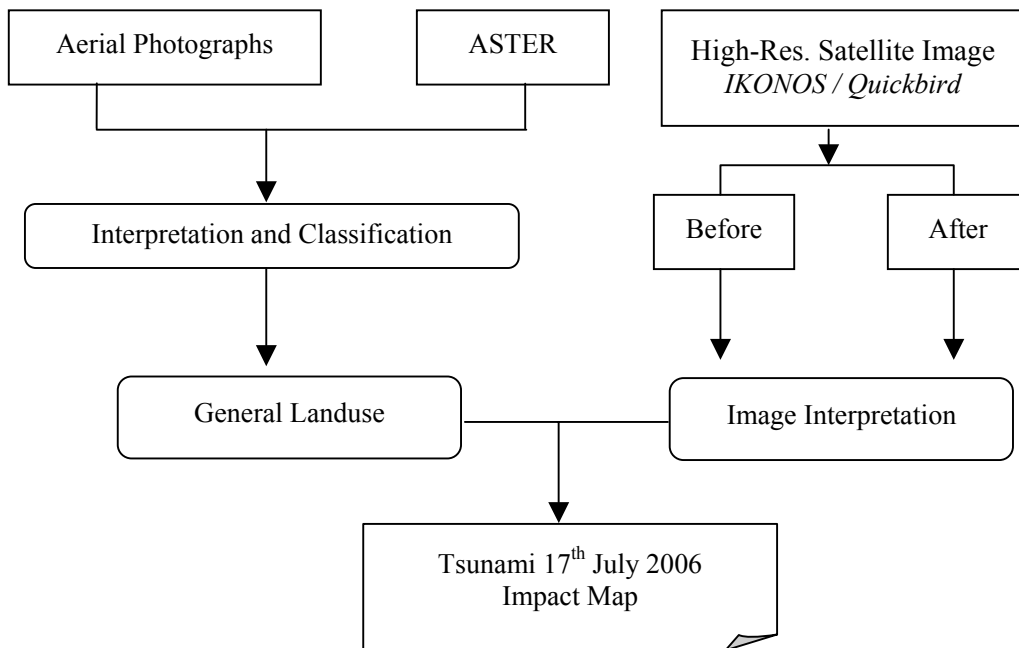 Aerial Photographs
ASTER
High-Res. Satellite Image
IKONOS / Quickbird
Before
After
Interpretation and Classification
General Landuse
Image Interpretation
Tsunami 17th July 2006
Impact Map